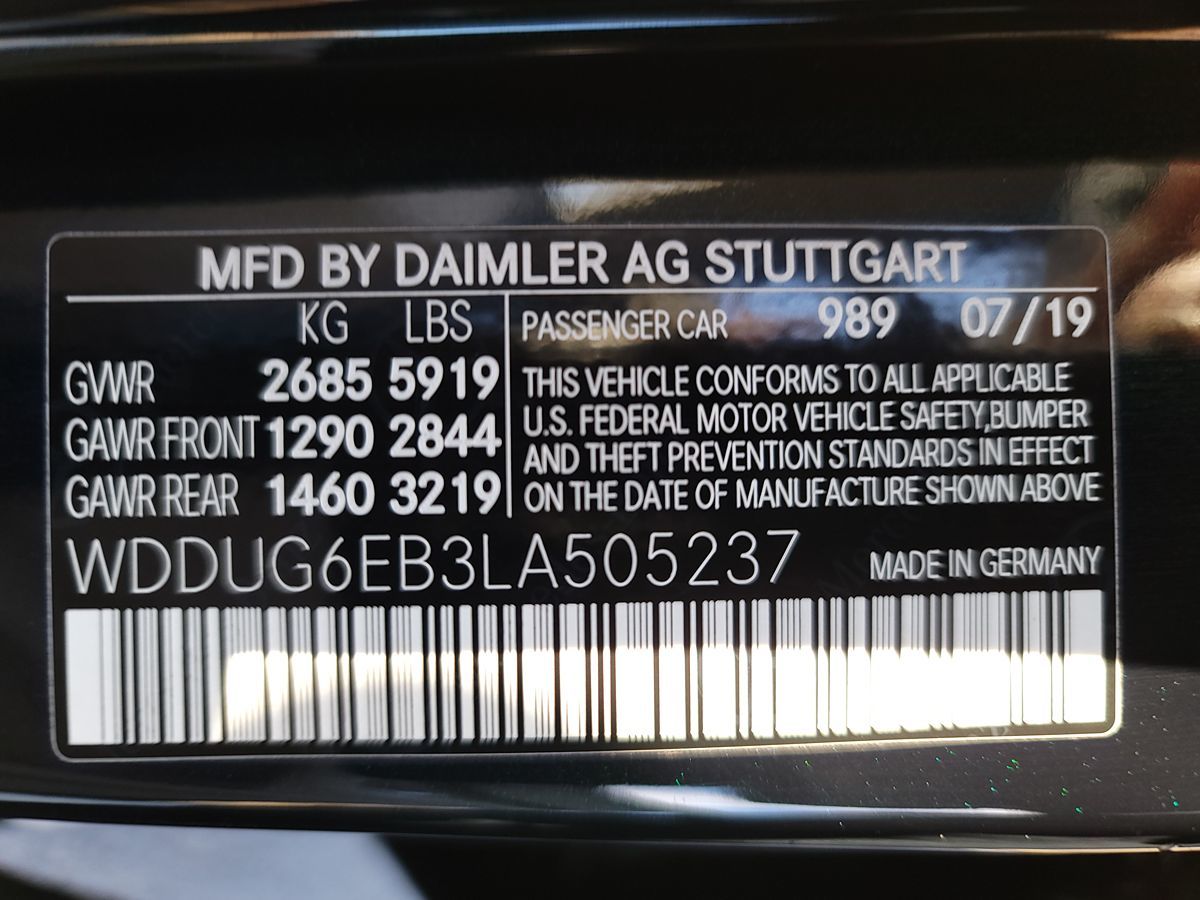 MFD BY DAIMLER AG STUTTGART
KG LBS
GVWR 2685 5919
GAWR FRONT 1290 2844
GAWR REAR 1460 3219
PASSENGER CAR 989 07/19
THIS VEHICLE CONFORMS TO ALL APPLICABLE
U.S. FEDERAL MOTOR VEHICLE SAFETY,BUMPER
AND THEFT PREVENTION STANDARDS IN EFFECT
ON THE DATE OF MANUFACTURE SHOWN ABOVE
WDDUG6EB3LA505237 MADE IN GERMANY